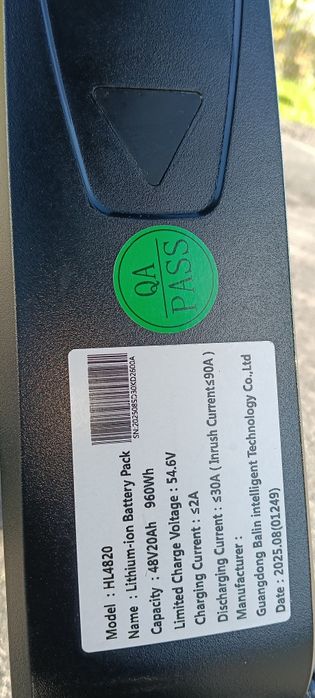 QA
PASS
SN:202508SD30XD2600A
Model : HL4820
Name : Lithium-ion Battery Pack
Capacity : 48V20Ah 960Wh
Limited Charge Voltage : 54.6V
Charging Current : ≤2A
Discharging Current : ≤30A ( Inrush Current≤90A )
Manufacturer :
Guangdong Balin intelligent Technology Co.,Ltd
Date : 2025.08(01249)